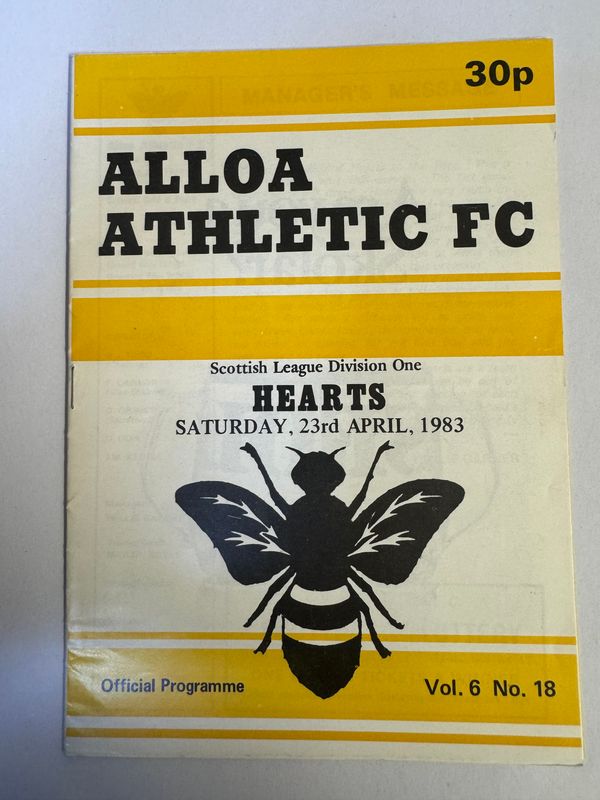 30p
ALLOA
ATHLETIC FC
Scottish League Division One
HEARTS
SATURDAY, 23rd APRIL, 1983
Official Programme
Vol. 6 No. 18